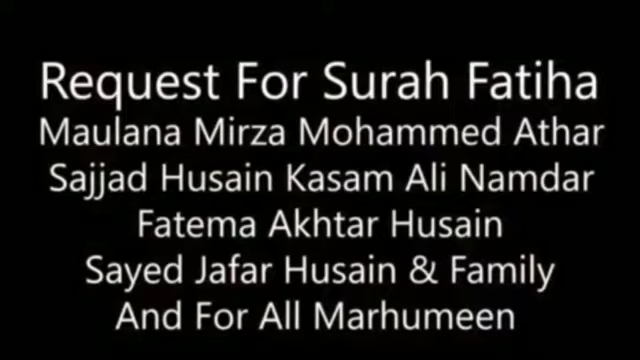 Request For Surah Fatiha
Maulana Mirza Mohammed Athar
Sajjad Husain Kasam Ali Namdar
Fatema Akhtar Husain
Sayed Jafar Husain & Family
And For All Marhumeen